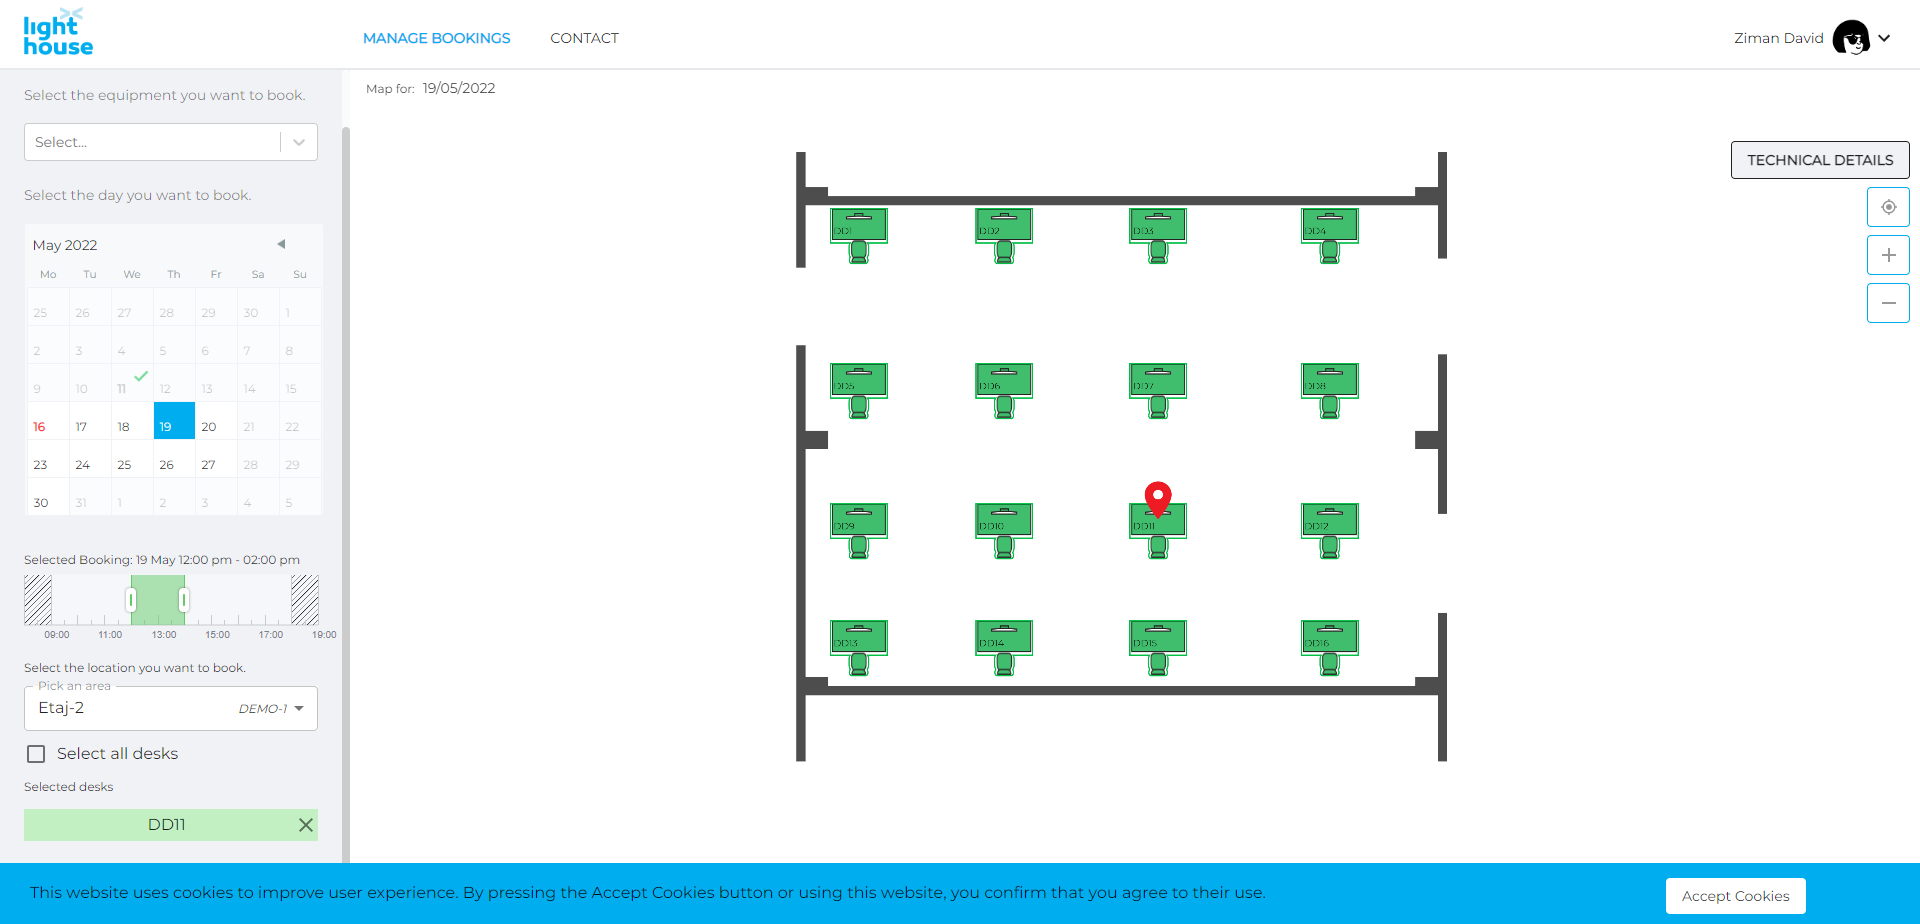 light
house
MANAGE BOOKINGS
CONTACT
Ziman David
Select the equipment you want to book.
Select...
Select the day you want to book.
May 2022
Mo Tu We Th Fr Sa Su
25 26 27 28 29 30 1
2 3 4 5 6 7 8
9 10 11 12 13 14 15
16 17 18 19 20 21 22
23 24 25 26 27 28 29
30 31 1 2 3 4 5
Selected Booking: 19 May 12:00 pm - 02:00 pm
09:00 11:00 13:00 15:00 17:00 19:00
Select the location you want to book.
Pick an area
Etaj-2 DEMO-1
Select all desks
Selected desks
DD11
Map for: 19/05/2022
TECHNICAL DETAILS
DD1 DD2 DD3 DD4
DD5 DD6 DD7 DD8
DD9 DD10 DD11 DD12
DD13 DD14 DD15 DD16
This website uses cookies to improve user experience. By pressing the Accept Cookies button or using this website, you confirm that you agree to their use.
Accept Cookies